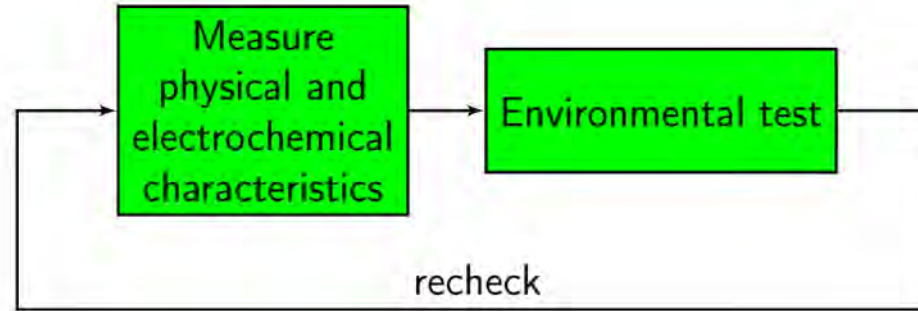 Measure
physical and
electrochemical
characteristics
Environmental test
recheck